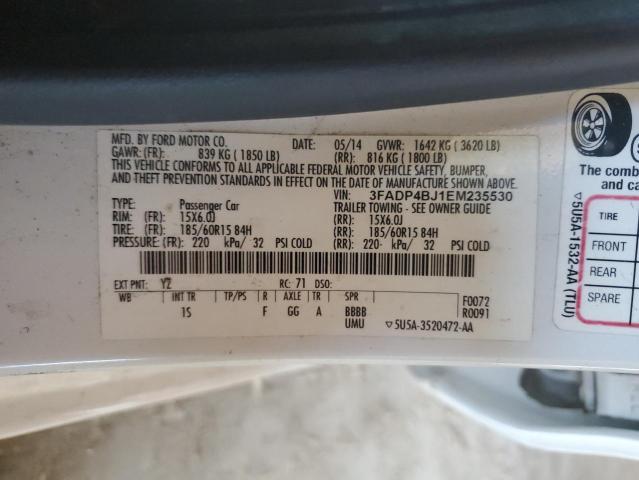 MFD. BY FORD MOTOR CO. DATE: 05/14 GVWR: 1642 KG ( 3620 LB)
GAWR: (FR): 839 KG ( 1850 LB) (RR): 816 KG ( 1800 LB)
THIS VEHICLE CONFORMS TO ALL APPLICABLE FEDERAL MOTOR VEHICLE SAFETY, BUMPER,
AND THEFT PREVENTION STANDARDS IN EFFECT ON THE DATE OF MANUFACTURE SHOWN ABOVE.
VIN: 3FADP4BJ1EM235530
TYPE: Passenger Car TRAILER TOWING - SEE OWNER GUIDE
RIM: (FR): 15X6.0J (RR): 15X6.0J
TIRE: (FR): 185/60R15 84H (RR): 185/60R15 84H
PRESSURE: (FR): 220 kPa/ 32 PSI COLD (RR): 220 kPa/ 32 PSI COLD
EXT PNT: YZ RC: 71 DSO:
WB INT TR TP/PS R AXLE TR SPR F0072
1S F GG A BBBB R0091
UMU ▽5U5A-3520472-AA
The comb
and ca
TIRE
FRONT
REAR
SPARE
▽5U5A-1532-AA (TLU)